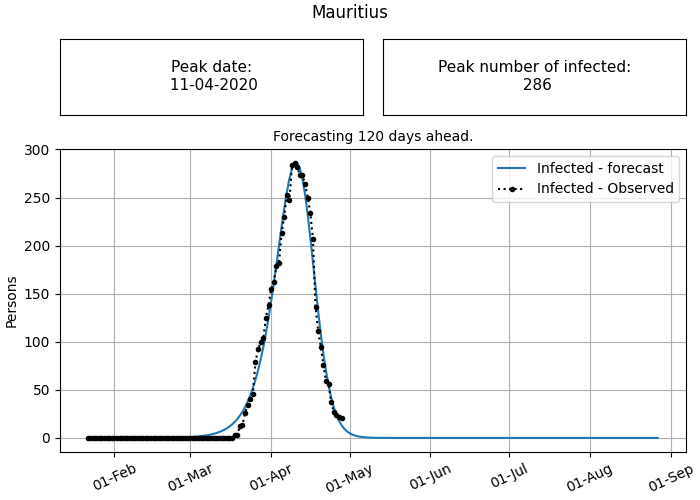 Mauritius
Peak date:
11-04-2020
Peak number of infected:
286
Forecasting 120 days ahead.
300
250
200
150
100
50
0
Persons
Infected - forecast
Infected - Observed
01-Feb
01-Mar
01-Apr
01-May
01-Jun
01-Jul
01-Aug
01-Sep